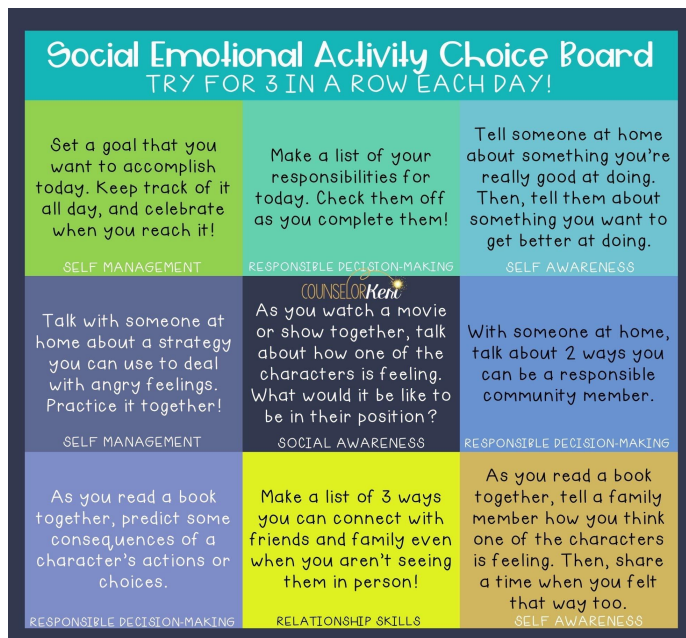 Social Emotional Activity Choice Board
TRY FOR 3 IN A ROW EACH DAY!
Set a goal that you
want to accomplish
today. Keep track of it
all day, and celebrate
when you reach it!
SELF MANAGEMENT
Make a list of your
responsibilities for
today. Check them off
as you complete them!
RESPONSIBLE DECISION-MAKING
Tell someone at home
about something you're
really good at doing.
Then, tell them about
something you want to
get better at doing.
SELF AWARENESS
Talk with someone at
home about a strategy
you can use to deal
with angry feelings.
Practice it together!
SELF MANAGEMENT
COUNSELOR Keri
As you watch a movie
or show together, talk
about how one of the
characters is feeling.
What would it be like to
be in their position?
SOCIAL AWARENESS
With someone at home,
talk about 2 ways you
can be a responsible
community member.
RESPONSIBLE DECISION-MAKING
As you read a book
together, predict some
consequences of a
character's actions or
choices.
RESPONSIBLE DECISION-MAKING
Make a list of 3 ways
you can connect with
friends and family even
when you aren't seeing
them in person!
RELATIONSHIP SKILLS
As you read a book
together, tell a family
member how you think
one of the characters
is feeling. Then, share
a time when you felt
that way too.
SELF AWARENESS